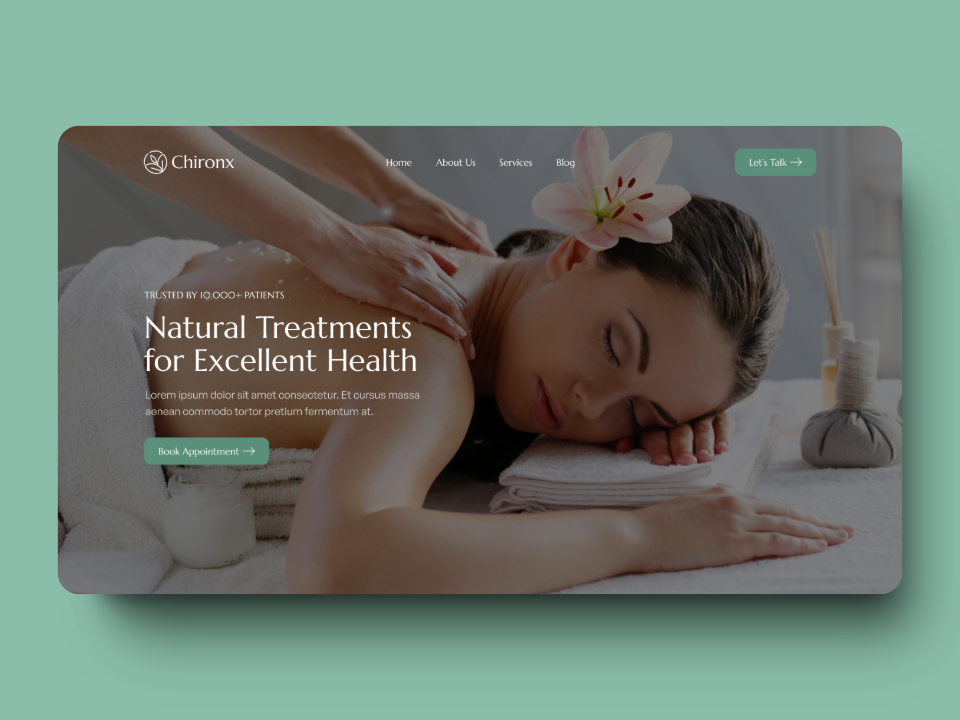 Chironx
Home About Us Services Blog
Let's Talk
TRUSTED BY 10,000+ PATIENTS
Natural Treatments
for Excellent Health
Lorem ipsum dolor sit amet consectetur. Et cursus massa
aenean commodo tortor pretium fermentum at.
Book Appointment